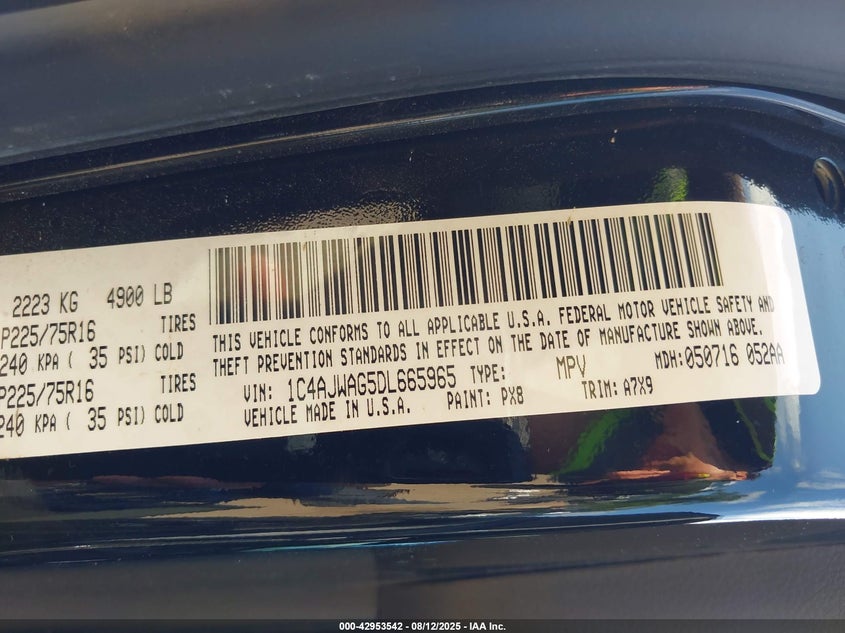 2223 KG 4900 LB
P225/75R16 TIRES
240 KPA ( 35 PSI) COLD
P225/75R16 TIRES
240 KPA ( 35 PSI) COLD
THIS VEHICLE CONFORMS TO ALL APPLICABLE U.S.A. FEDERAL MOTOR VEHICLE SAFETY AND
THEFT PREVENTION STANDARDS IN EFFECT ON THE DATE OF MANUFACTURE SHOWN ABOVE.
VIN: 1C4AJWAG5DL665965 TYPE: MPV MDH:050716 052AA
VEHICLE MADE IN U.S.A. PAINT: PX8 TRIM: A7X9
000-42953542 - 08/12/2025 - IAA Inc.